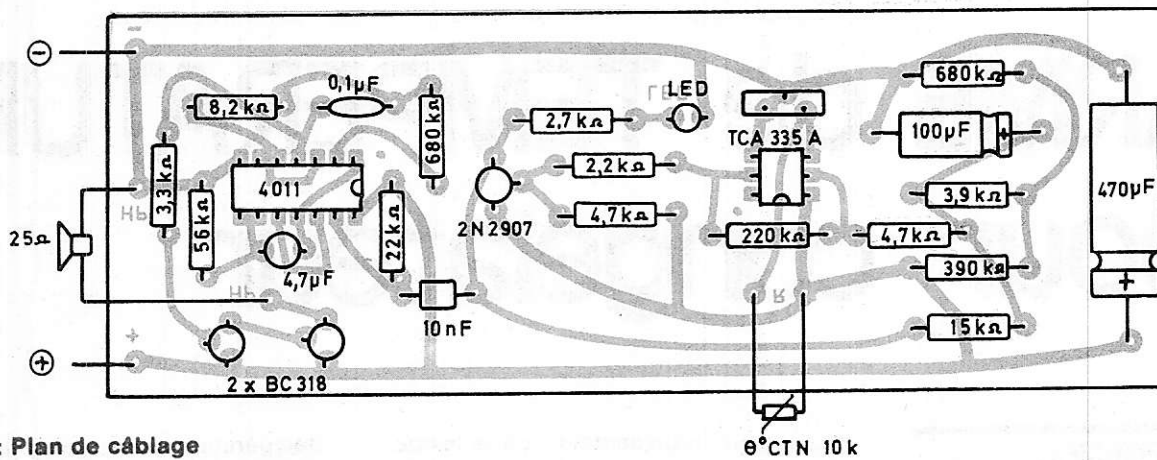 ⊖
8,2 kΩ
0,1µF
680 kΩ
LED
LED
2,7 kΩ
TCA 335 A
680 kΩ
100µF
+
470µF
+
3,3 kΩ
56 kΩ
4011
2,2 kΩ
3,9 kΩ
HP
25Ω
22 kΩ
2N 2907
4,7 kΩ
220 kΩ
4,7 kΩ
4,7µF
390 kΩ
HP
10 nF
R
15 kΩ
+
⊕
2 x BC 318
θ° CTN 10 k
: Plan de câblage